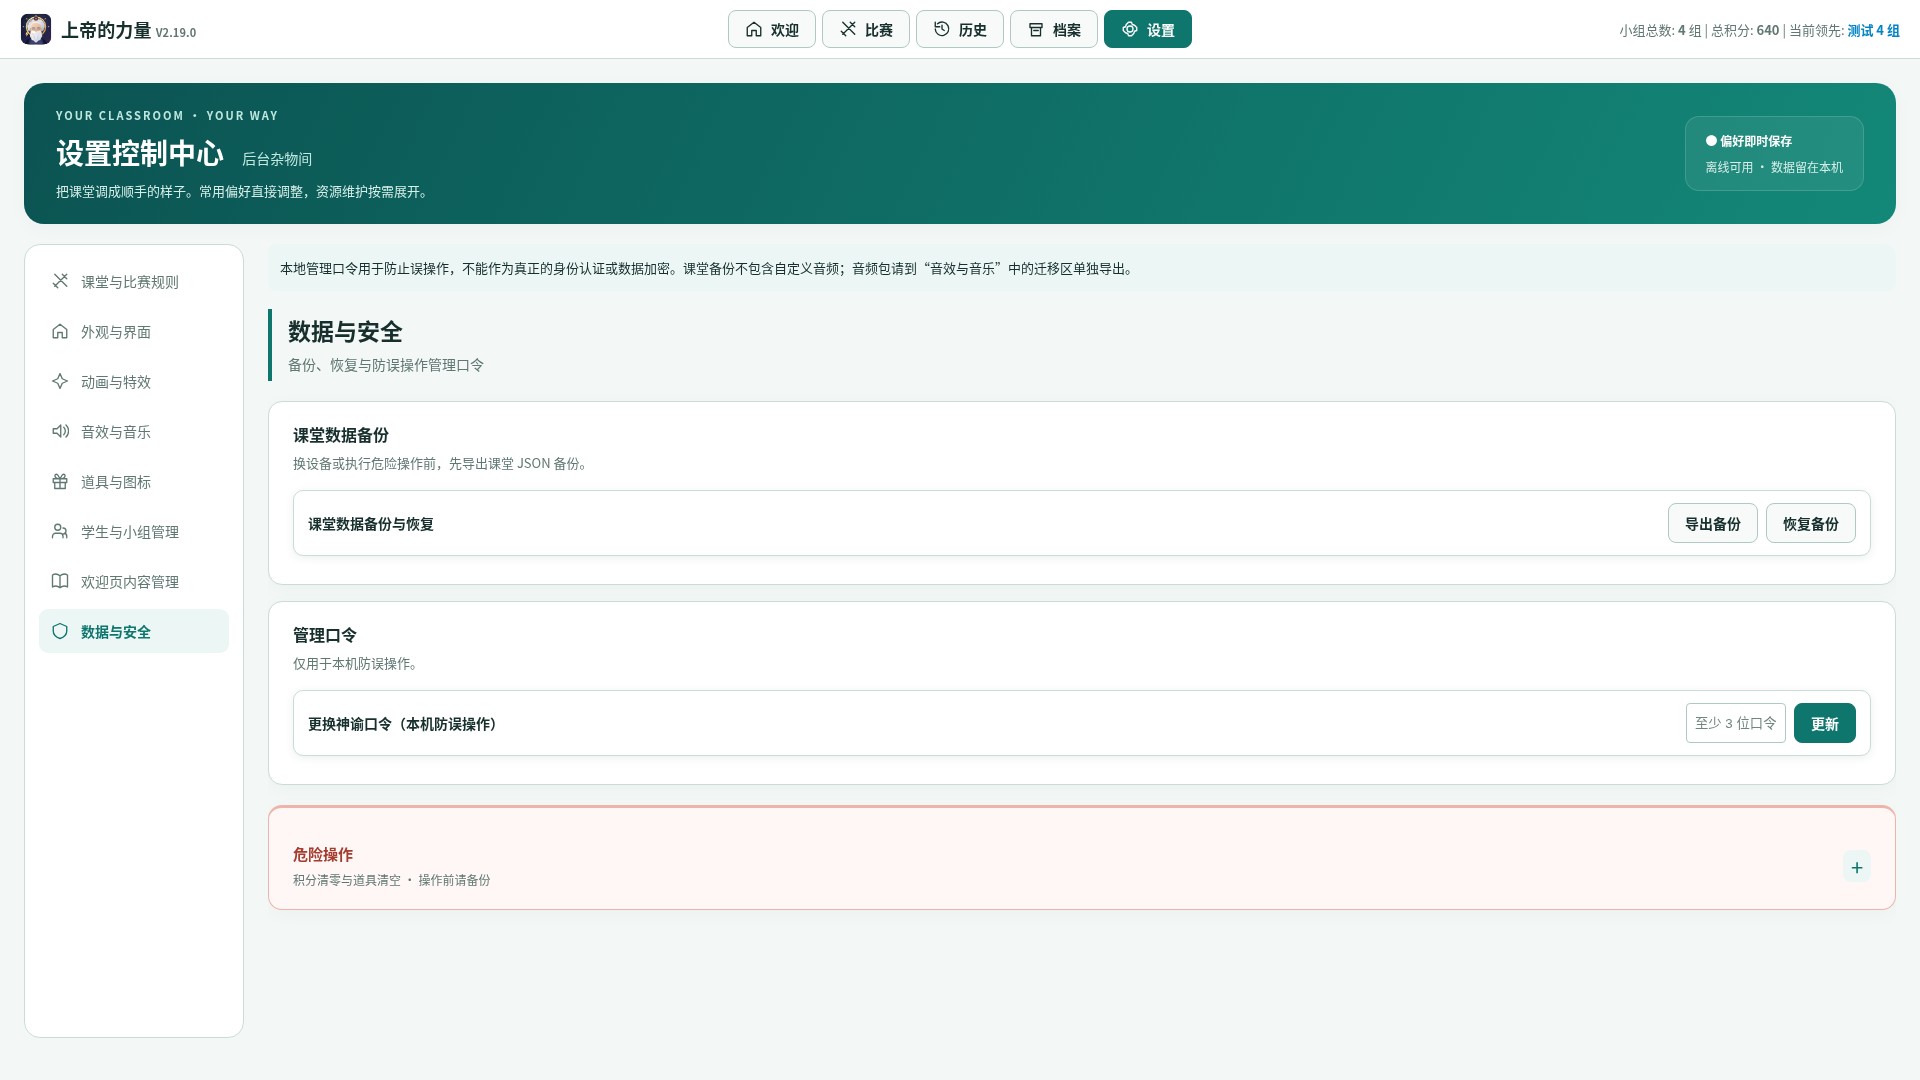 上帝的力量 V2.19.0
欢迎
比赛
历史
档案
设置
小组总数: 4 组 | 总积分: 640 | 当前领先: 测试 4 组
YOUR CLASSROOM · YOUR WAY
设置控制中心 后台杂物间
把课堂调成顺手的样子。常用偏好直接调整，资源维护按需展开。
偏好即时保存
离线可用 · 数据留在本机
课堂与比赛规则
外观与界面
动画与特效
音效与音乐
道具与图标
学生与小组管理
欢迎页内容管理
数据与安全
本地管理口令用于防止误操作，不能作为真正的身份认证或数据加密。课堂备份不包含自定义音频；音频包请到“音效与音乐”中的迁移区单独导出。
数据与安全
备份、恢复与防误操作管理口令
课堂数据备份
换设备或执行危险操作前，先导出课堂 JSON 备份。
课堂数据备份与恢复
导出备份
恢复备份
管理口令
仅用于本机防误操作。
更换神谕口令（本机防误操作）
至少 3 位口令
更新
危险操作
积分清零与道具清空 · 操作前请备份
+